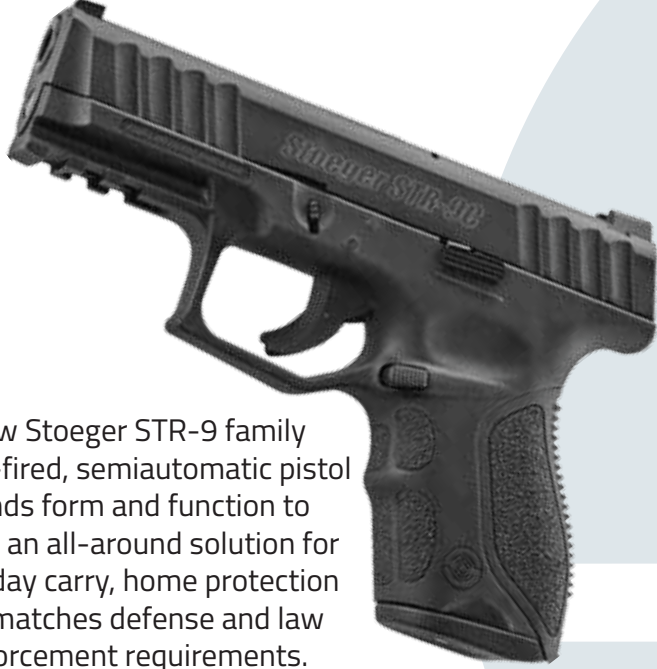 Stoeger STR-9C
w Stoeger STR-9 family
fired, semiautomatic pistol
nds form and function to
an all-around solution for
day carry, home protection
matches defense and law
orcement requirements.